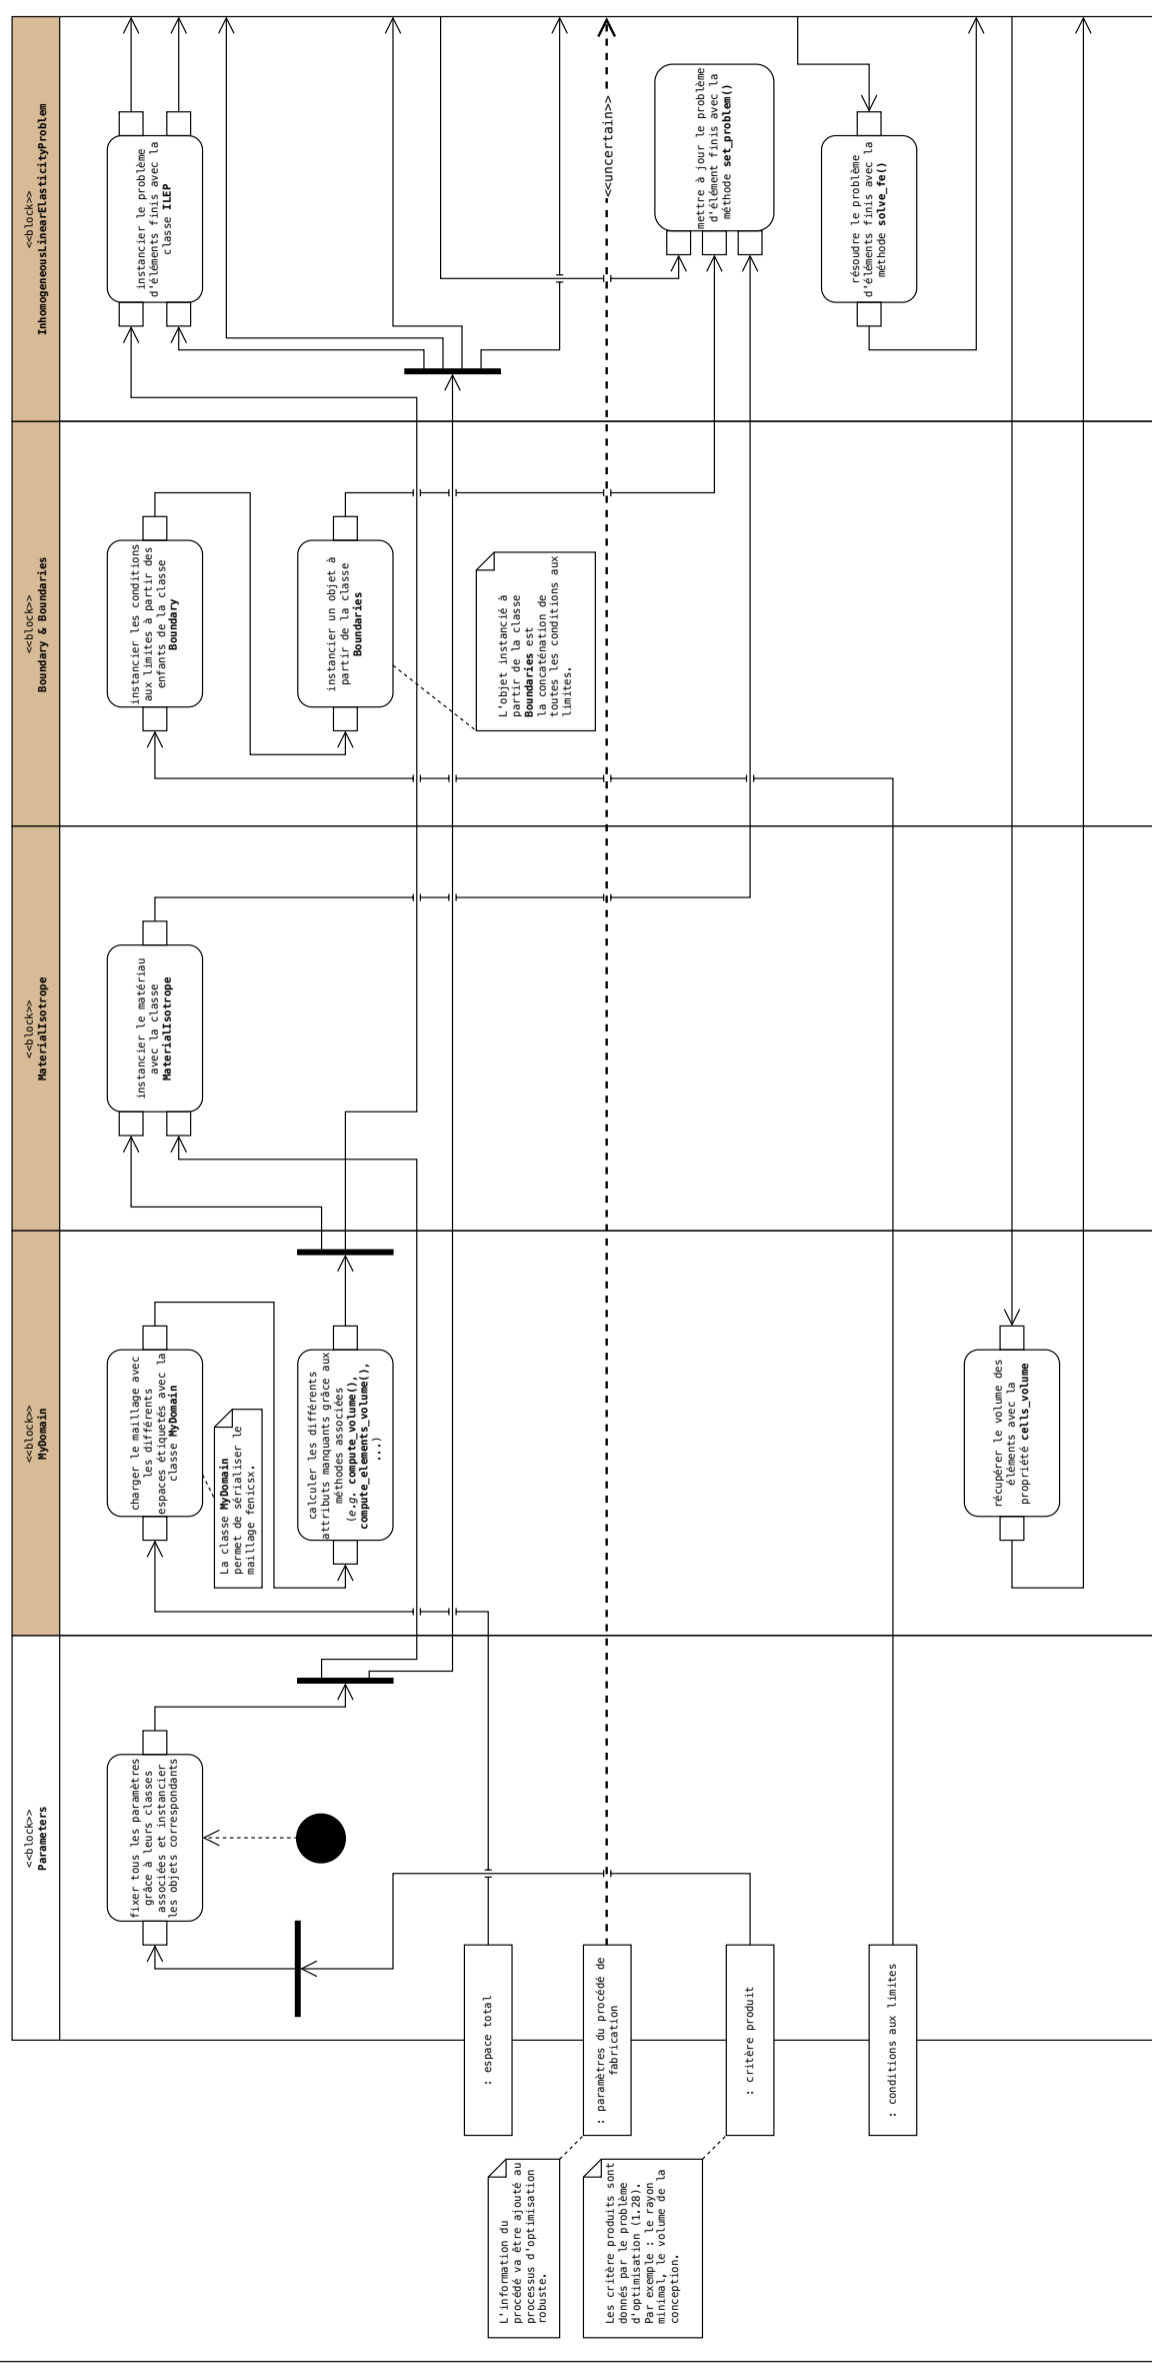 <<block>>
InhomogeneousLinearElasticityProblem
instancier le problème
d'éléments finis avec la
classe ILEP
<<uncertain>>
mettre à jour le problème
d'élément finis avec la
méthode set_problem()
résoudre le problème
d'éléments finis avec la
méthode solve_fe()
<<block>>
Boundary & Boundaries
instancier les conditions
aux limites à partir des
enfants de la classe
Boundary
instancier un objet à
partir de la classe
Boundaries
L'objet instancié à
partir de la classe
Boundaries est
la concaténation de
toutes les conditions aux
limites.
<<block>>
MaterialIsotrope
instancier le matériau
avec la classe
MaterialIsotrope
<<block>>
MyDomain
charger le maillage avec
les différents
espaces étiquetés avec la
classe MyDomain
La classe MyDomain
permet de sérialiser le
maillage fenicsx.
calculer les différents
attributs manquants grâce aux
méthodes associées
(e.g. compute_volume(),
compute_elements_volume(),
...)
récupérer le volume des
éléments avec la
propriété cells_volume
<<block>>
Parameters
fixer tous les paramètres
grâce à leurs classes
associées et instancier
les objets correspondants
: espace total
: paramètres du procédé de
fabrication
: critère produit
: conditions aux limites
L'information du
procédé va être ajouté au
processus d'optimisation
robuste.
Les critère produits sont
donnés par le problème
d'optimisation (1.28).
Par exemple : le rayon
minimal, le volume de la
conception.